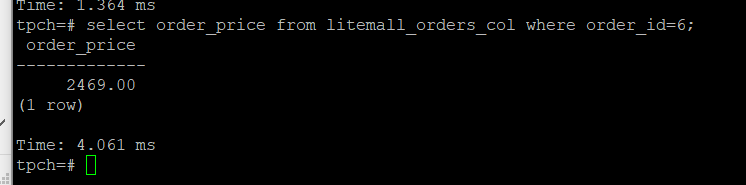 Time: 1.364 ms
tpch=# select order_price from litemall_orders_col where order_id=6;
 order_price
-------------
     2469.00
(1 row)

Time: 4.061 ms
tpch=#